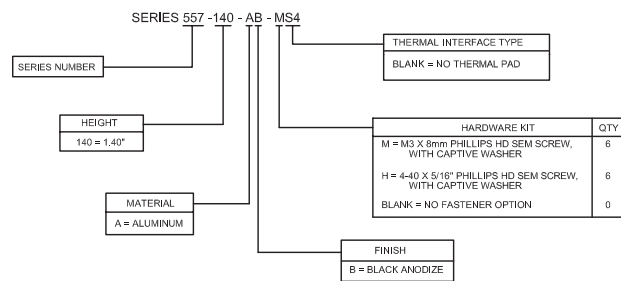 SERIES 557 -140 - AB - MS4
THERMAL INTERFACE TYPE
BLANK = NO THERMAL PAD
SERIES NUMBER
HEIGHT
140 = 1.40"
HARDWARE KIT QTY
M = M3 X 8mm PHILLIPS HD SEM SCREW, 6
WITH CAPTIVE WASHER
H = 4-40 X 5/16" PHILLIPS HD SEM SCREW, 6
WITH CAPTIVE WASHER
BLANK = NO FASTENER OPTION 0
MATERIAL
A = ALUMINUM
FINISH
B = BLACK ANODIZE